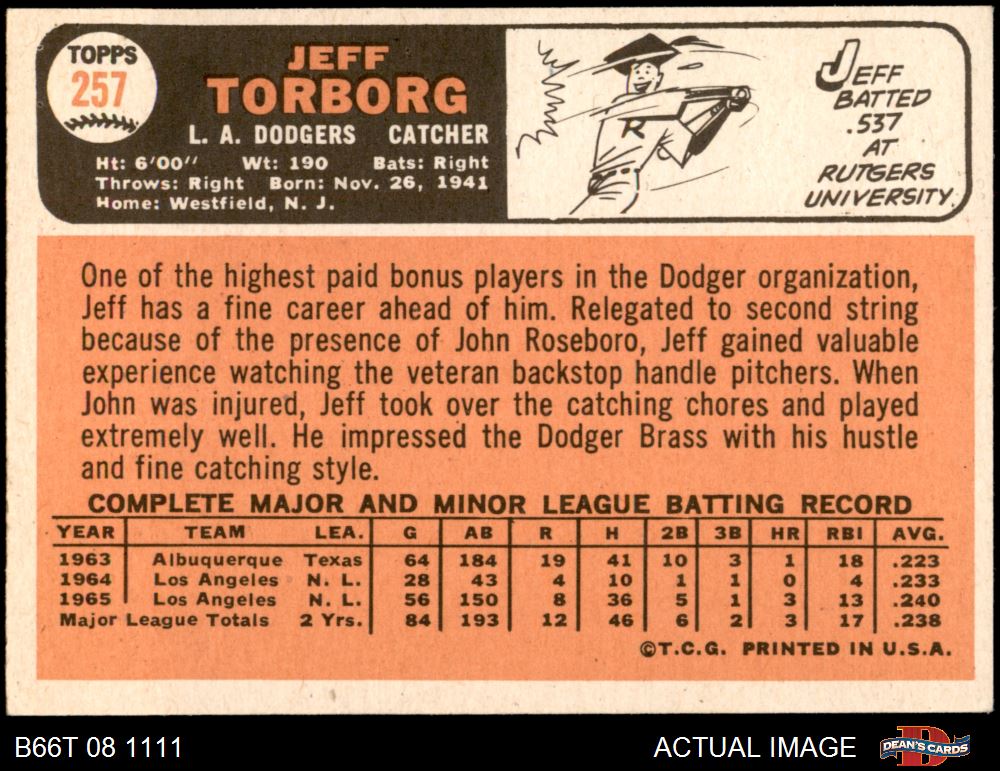 TOPPS
257
JEFF
TORBORG
L. A. DODGERS CATCHER
Ht: 6'00" Wt: 190 Bats: Right
Throws: Right Born: Nov. 26, 1941
Home: Westfield, N. J.
R
JEFF
BATTED
.537
AT
RUTGERS
UNIVERSITY.
One of the highest paid bonus players in the Dodger organization,
Jeff has a fine career ahead of him. Relegated to second string
because of the presence of John Roseboro, Jeff gained valuable
experience watching the veteran backstop handle pitchers. When
John was injured, Jeff took over the catching chores and played
extremely well. He impressed the Dodger Brass with his hustle
and fine catching style.
COMPLETE MAJOR AND MINOR LEAGUE BATTING RECORD
YEAR TEAM LEA. G AB R H 2B 3B HR RBI AVG.
1963 Albuquerque Texas 64 184 19 41 10 3 1 18 .223
1964 Los Angeles N. L. 28 43 4 10 1 1 0 4 .233
1965 Los Angeles N. L. 56 150 8 36 5 1 3 13 .240
Major League Totals 2 Yrs. 84 193 12 46 6 2 3 17 .238
©T.C.G. PRINTED IN U.S.A.
B66T 08 1111 ACTUAL IMAGE D DEAN'S CARDS